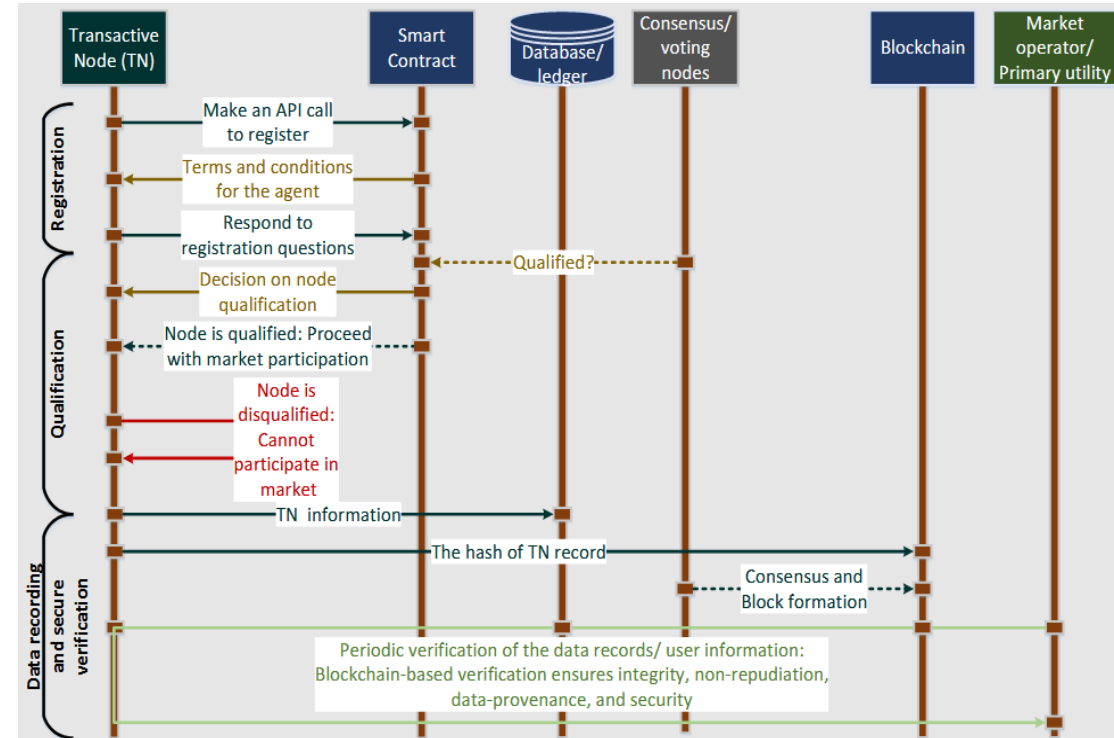 Transactive
Node (TN)
Smart
Contract
Database/
ledger
Consensus/
voting
nodes
Blockchain
Market
operator/
Primary utility
Registration
Make an API call
to register
Terms and conditions
for the agent
Respond to
registration questions
Qualification
Qualified?
Decision on node
qualification
Node is qualified: Proceed
with market participation
Node is
disqualified:
Cannot
participate in
market
Data recording
and secure
verification
TN information
The hash of TN record
Consensus and
Block formation
Periodic verification of the data records/ user information:
Blockchain-based verification ensures integrity, non-repudiation,
data-provenance, and security